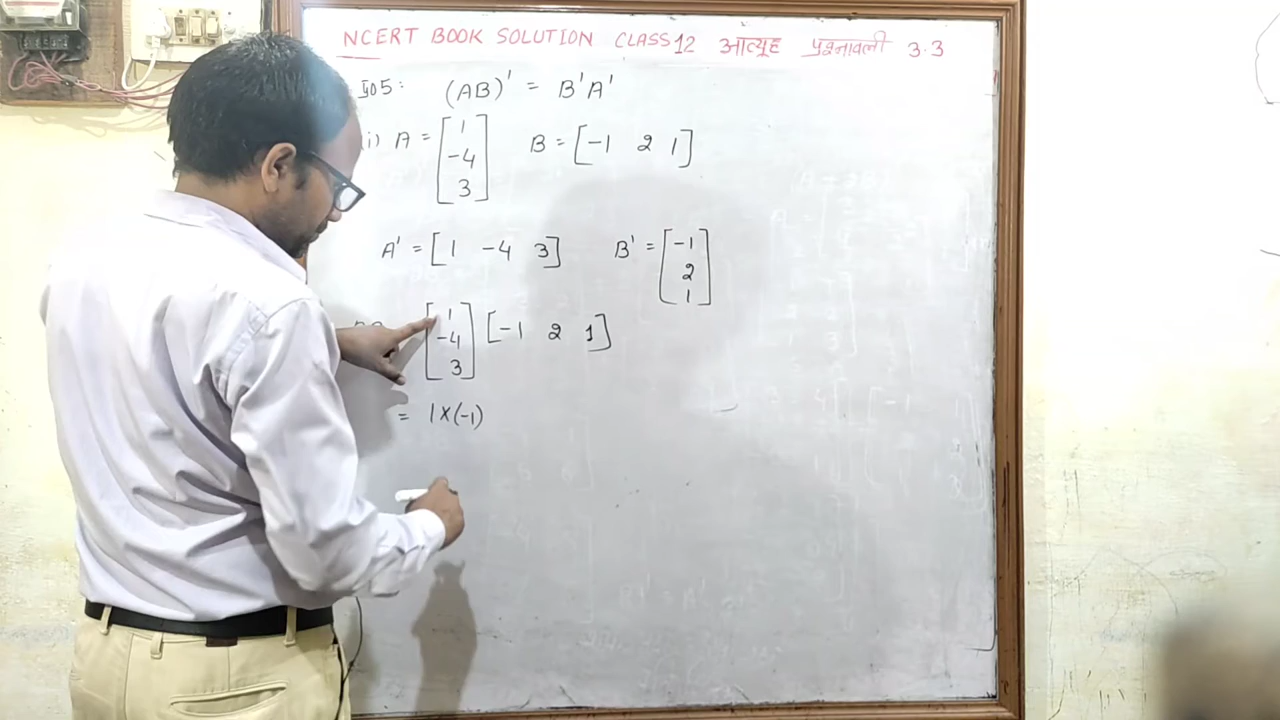 NCERT BOOK SOLUTION CLASS 12 आव्यूह प्रश्नावली 3.3
प्र05: (AB)' = B'A'
i) A = [1 -4 3] B = [-1 2 1]
A' = [1 -4 3] B' = [-1 2 1]
[1 -4 3] [-1 2 1]
= 1×(-1)